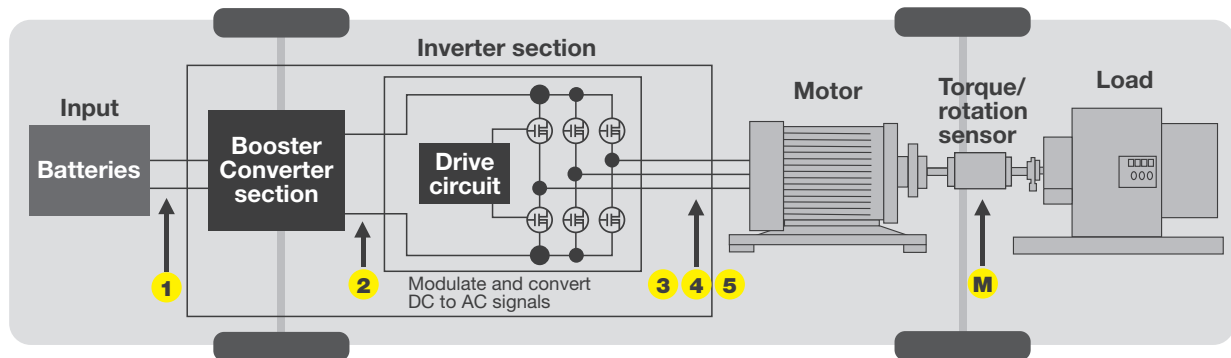 Inverter section
Input
Batteries
Booster
Converter
section
Drive
circuit
Modulate and convert
DC to AC signals
Motor
Torque/
rotation
sensor
Load
1
2
3
4
5
M